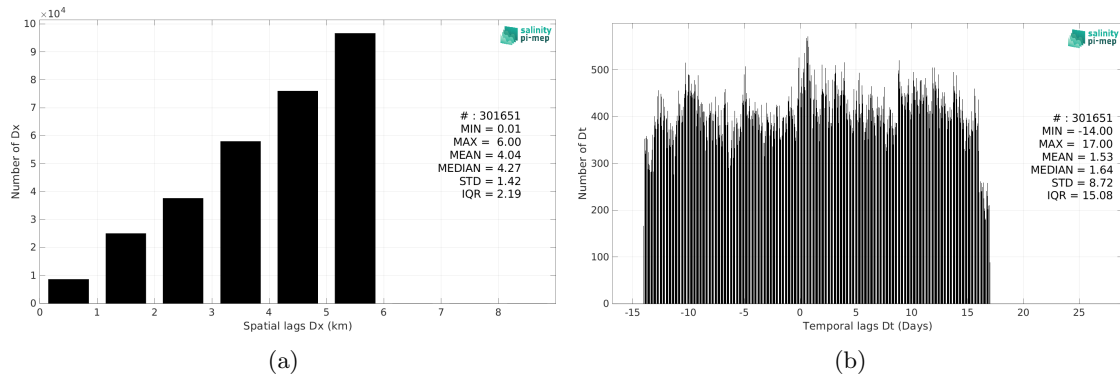 ×10⁴
10
9
8
7
6
5
4
3
2
1
0
Number of Dx
0 1 2 3 4 5 6 7 8
Spatial lags Dx (km)
salinity
pi-mep
# : 301651
MIN = 0.01
MAX = 6.00
MEAN = 4.04
MEDIAN = 4.27
STD = 1.42
IQR = 2.19
(a)
500
400
300
200
100
0
Number of Dt
-15 -10 -5 0 5 10 15 20 25
Temporal lags Dt (Days)
salinity
pi-mep
# : 301651
MIN = -14.00
MAX = 17.00
MEAN = 1.53
MEDIAN = 1.64
STD = 8.72
IQR = 15.08
(b)